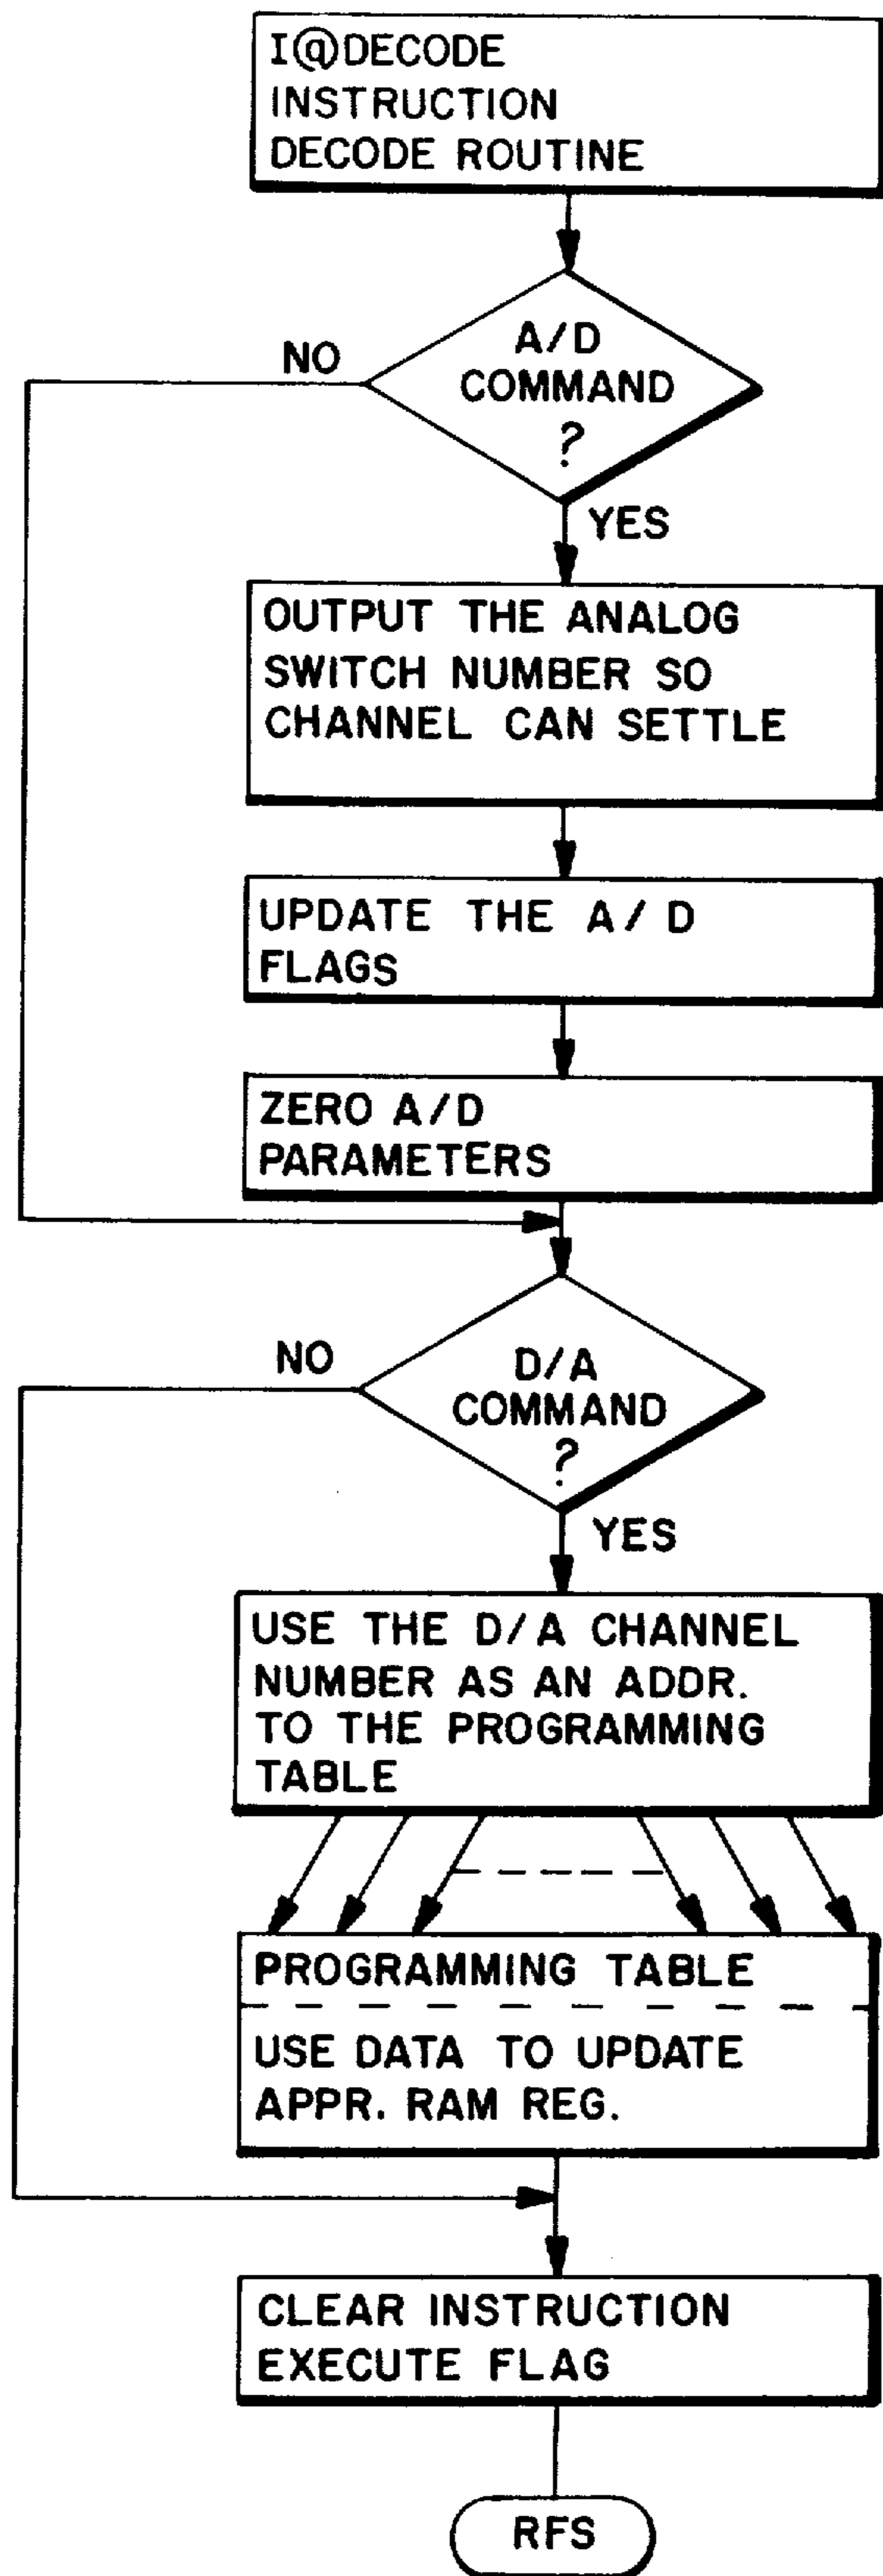 I@DECODE
INSTRUCTION
DECODE ROUTINE
A/D
COMMAND
?
NO
YES
OUTPUT THE ANALOG
SWITCH NUMBER SO
CHANNEL CAN SETTLE
UPDATE THE A/D
FLAGS
ZERO A/D
PARAMETERS
NO
D/A
COMMAND
?
YES
USE THE D/A CHANNEL
NUMBER AS AN ADDR.
TO THE PROGRAMMING
TABLE
PROGRAMMING TABLE
USE DATA TO UPDATE
APPR. RAM REG.
CLEAR INSTRUCTION
EXECUTE FLAG
RFS